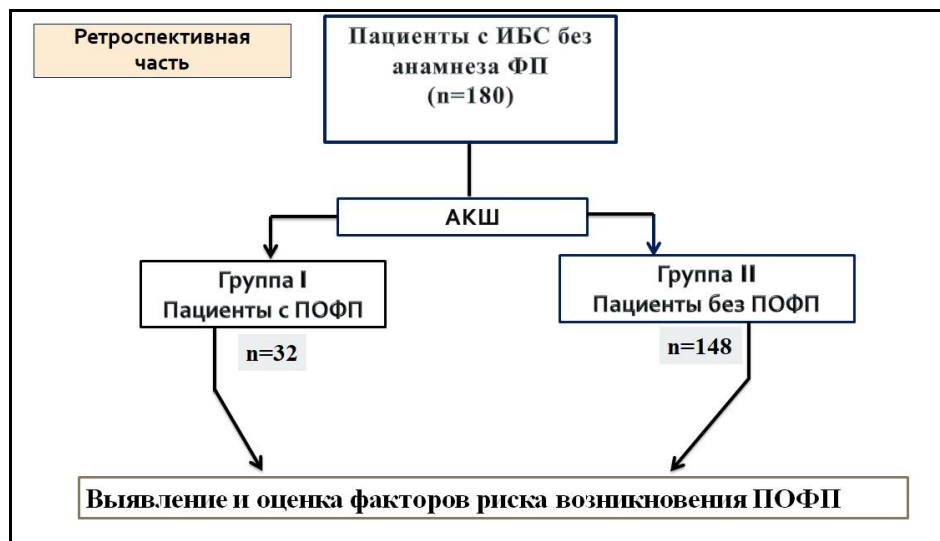 Ретроспективная
часть
Пациенты с ИБС без
анамнеза ФП
(n=180)
АКШ
Группа I
Пациенты с ПОФП
Группа II
Пациенты без ПОФП
n=32
n=148
Выявление и оценка факторов риска возникновения ПОФП